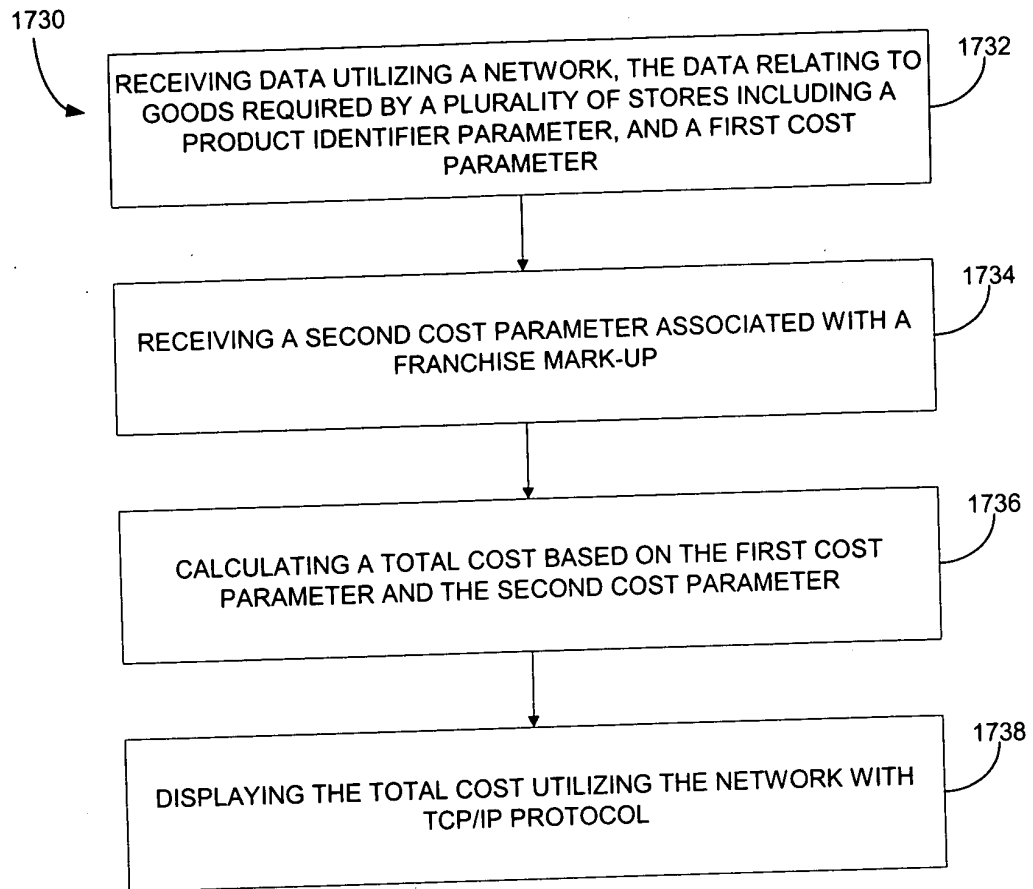 1730
RECEIVING DATA UTILIZING A NETWORK, THE DATA RELATING TO
GOODS REQUIRED BY A PLURALITY OF STORES INCLUDING A
PRODUCT IDENTIFIER PARAMETER, AND A FIRST COST
PARAMETER
1732
RECEIVING A SECOND COST PARAMETER ASSOCIATED WITH A
FRANCHISE MARK-UP
1734
CALCULATING A TOTAL COST BASED ON THE FIRST COST
PARAMETER AND THE SECOND COST PARAMETER
1736
DISPLAYING THE TOTAL COST UTILIZING THE NETWORK WITH
TCP/IP PROTOCOL
1738